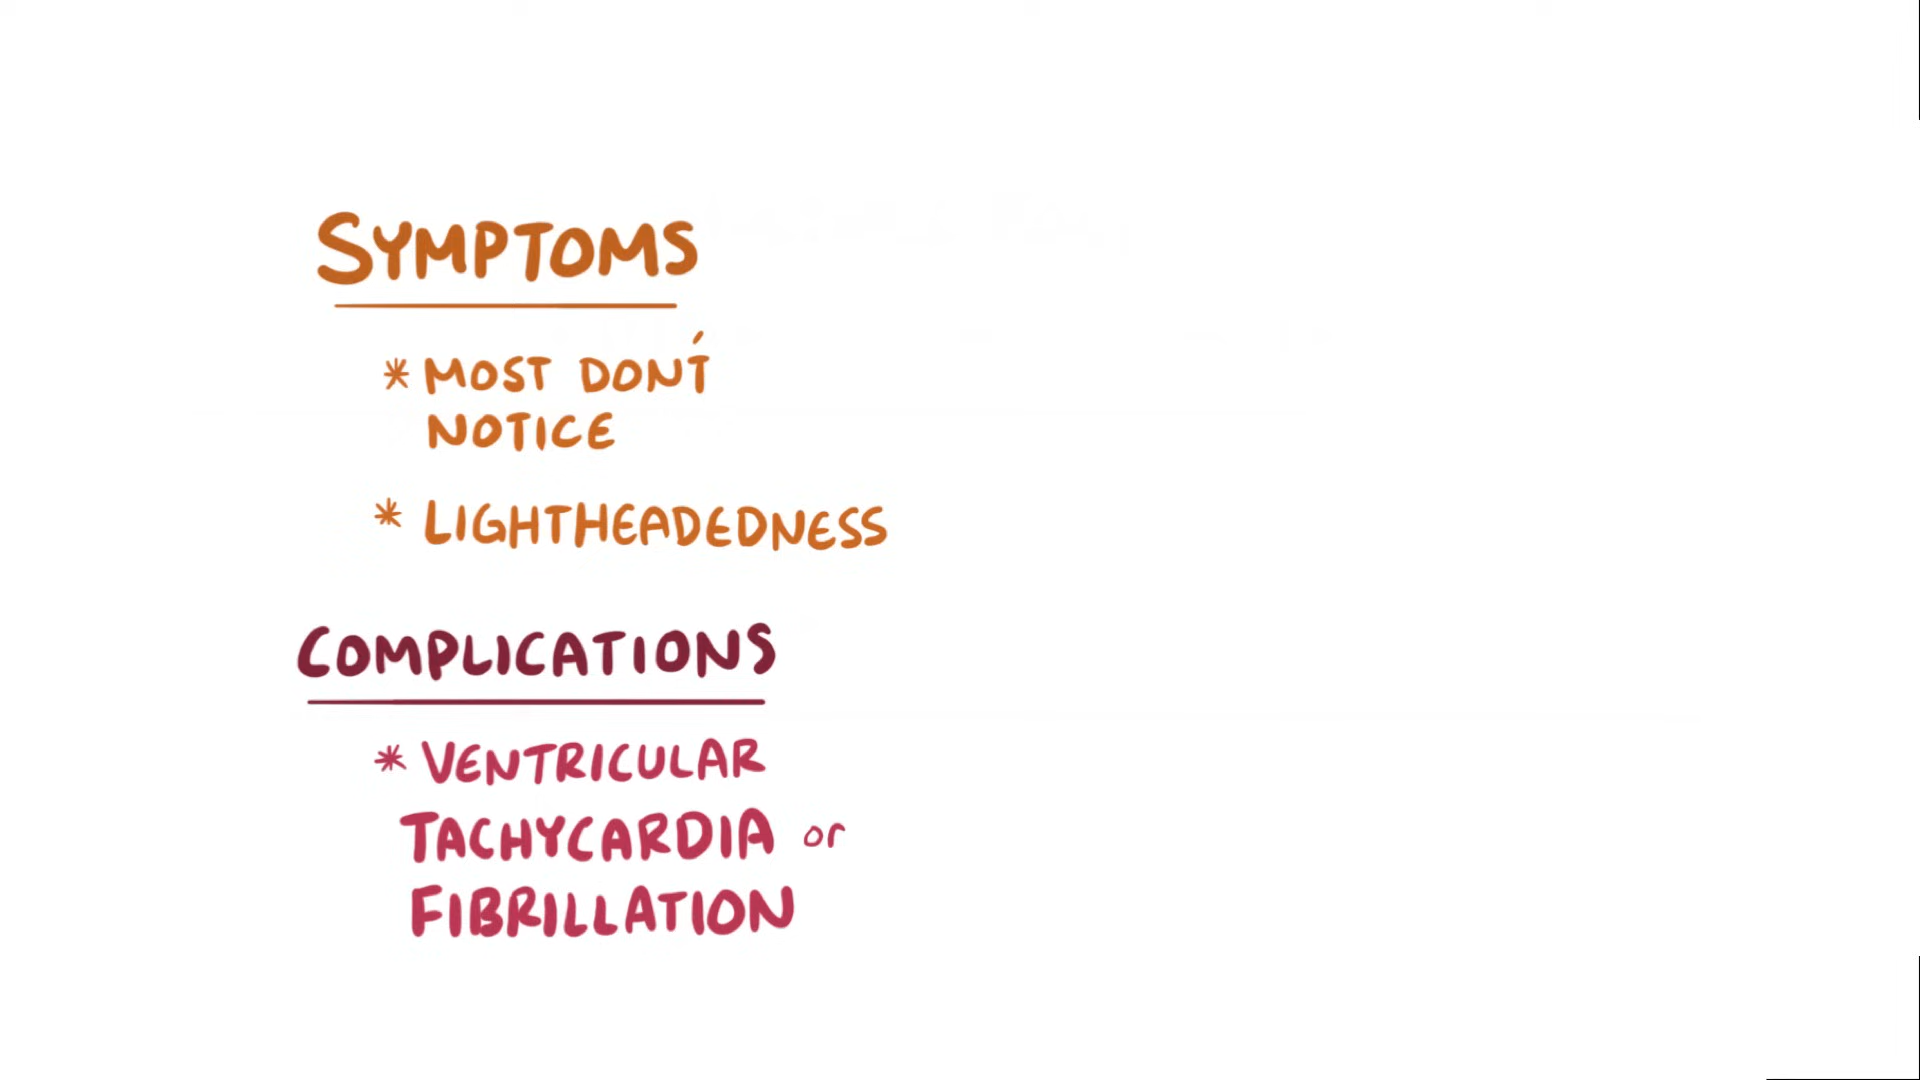 SYMPTOMS
* MOST DON'T
NOTICE
* LIGHTHEADEDNESS
COMPLICATIONS
* VENTRICULAR
TACHYCARDIA or
FIBRILLATION